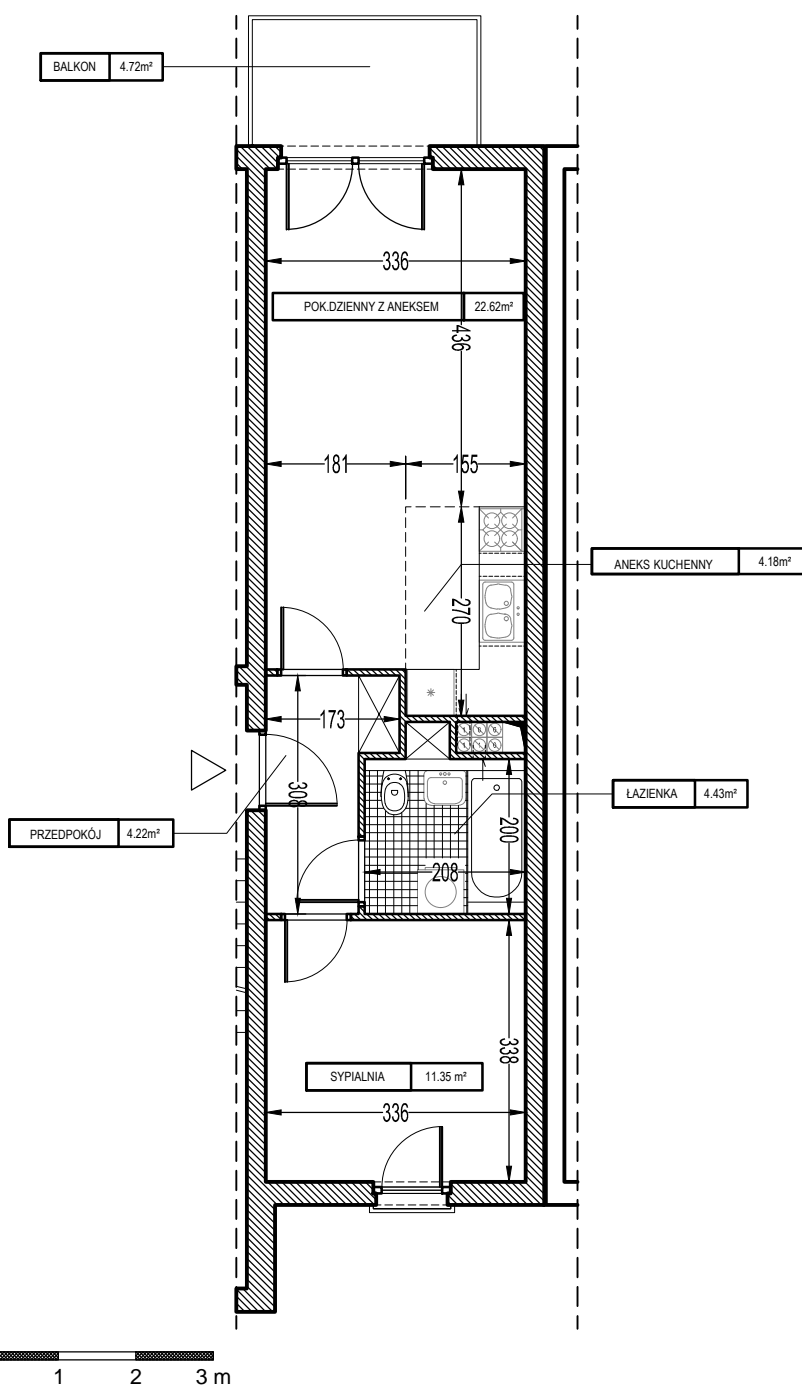 BALKON 4.72m²
336
POK.DZIENNY Z ANEKSEM 22.62m²
436
181
155
ANEKS KUCHENNY 4.18m²
270
173
308
PRZEDPOKÓJ 4.22m²
ŁAZIENKA 4.43m²
200
208
338
SYPIALNIA 11.35 m²
336
1 2 3 m